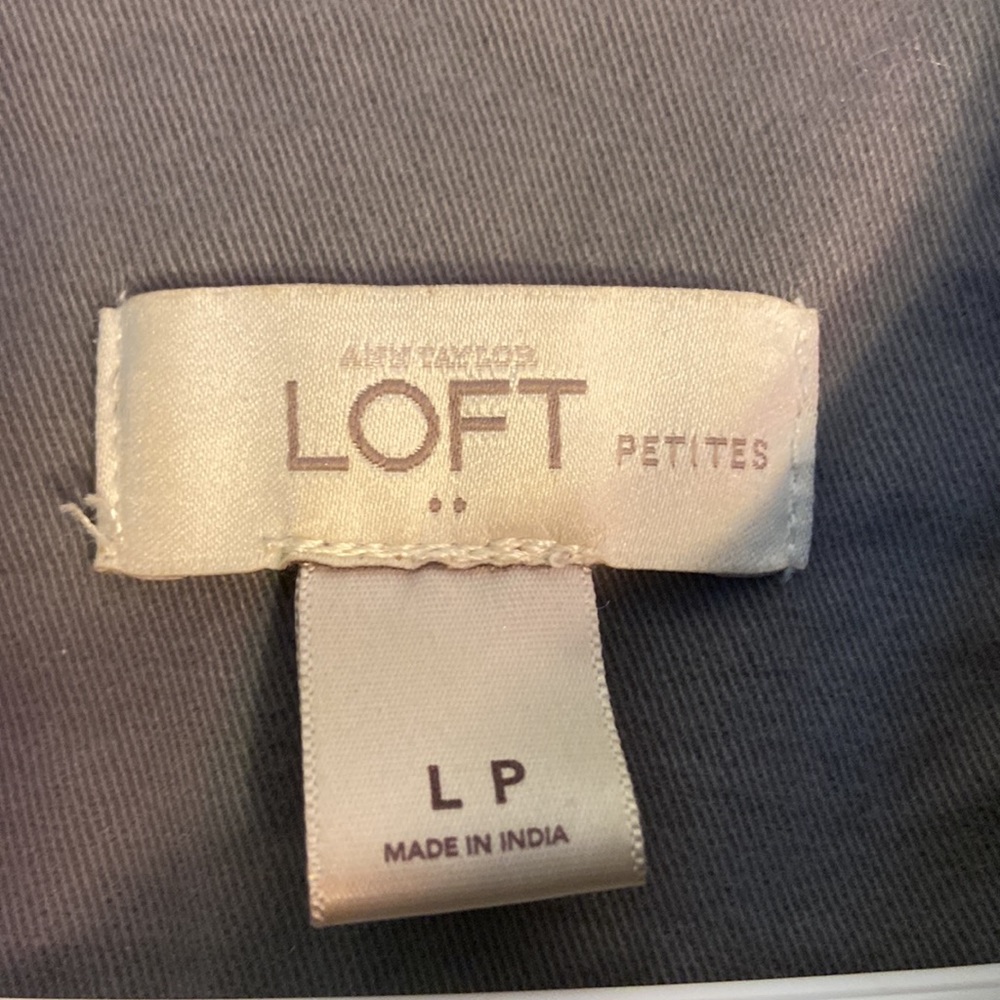 ANN TAYLOR
LOFT
PETITES
L P
MADE IN INDIA